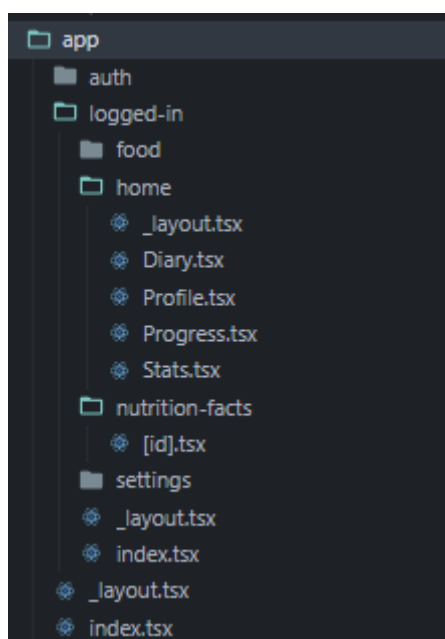 app
auth
logged-in
food
home
_layout.tsx
Diary.tsx
Profile.tsx
Progress.tsx
Stats.tsx
nutrition-facts
[id].tsx
settings
_layout.tsx
index.tsx
_layout.tsx
index.tsx